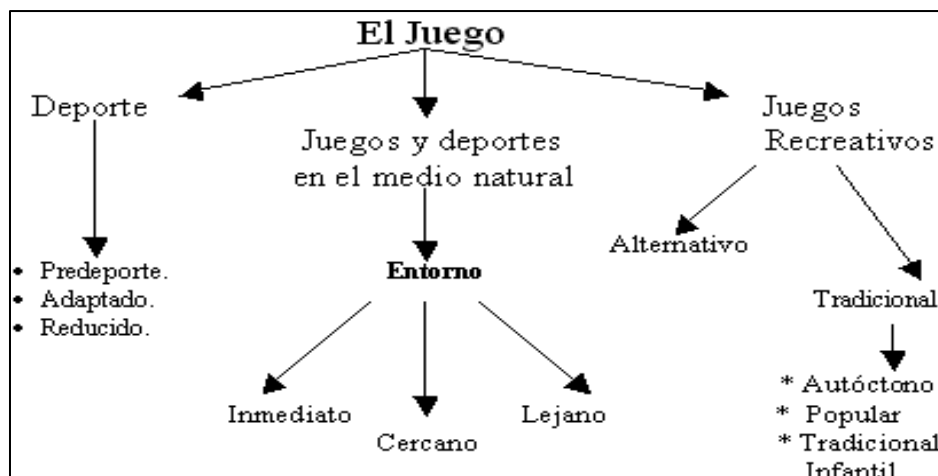 El Juego
Deporte
Juegos y deportes
en el medio natural
Juegos
Recreativos
Alternativo
• Predeporte.
• Adaptado.
• Reducido.
Entorno
Tradicional
Inmediato
Cercano
Lejano
* Autóctono
* Popular
* Tradicional
Infantil